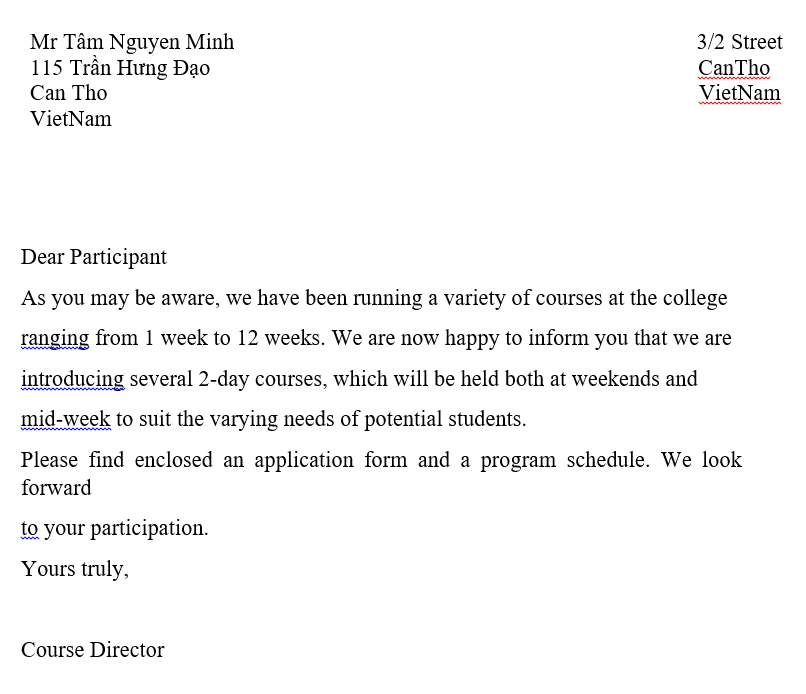 Mr Tâm Nguyen Minh
115 Trần Hưng Đạo
Can Tho
VietNam
3/2 Street
CanTho
VietNam
Dear Participant
As you may be aware, we have been running a variety of courses at the college
ranging from 1 week to 12 weeks. We are now happy to inform you that we are
introducing several 2-day courses, which will be held both at weekends and
mid-week to suit the varying needs of potential students.
Please find enclosed an application form and a program schedule. We look
forward
to your participation.
Yours truly,
Course Director